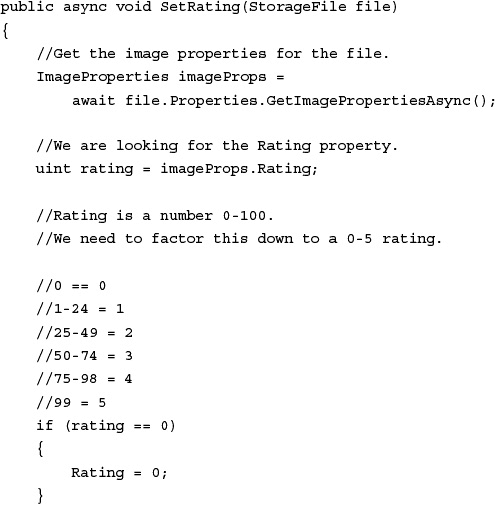 public async void SetRating(StorageFile file)
{
    //Get the image properties for the file.
    ImageProperties imageProps =
        await file.Properties.GetImagePropertiesAsync();
    //We are looking for the Rating property.
    uint rating = imageProps.Rating;
    //Rating is a number 0-100.
    //We need to factor this down to a 0-5 rating.
    //0 == 0
    //1-24 = 1
    //25-49 = 2
    //50-74 = 3
    //75-98 = 4
    //99 = 5
    if (rating == 0)
    {
        Rating = 0;
    }